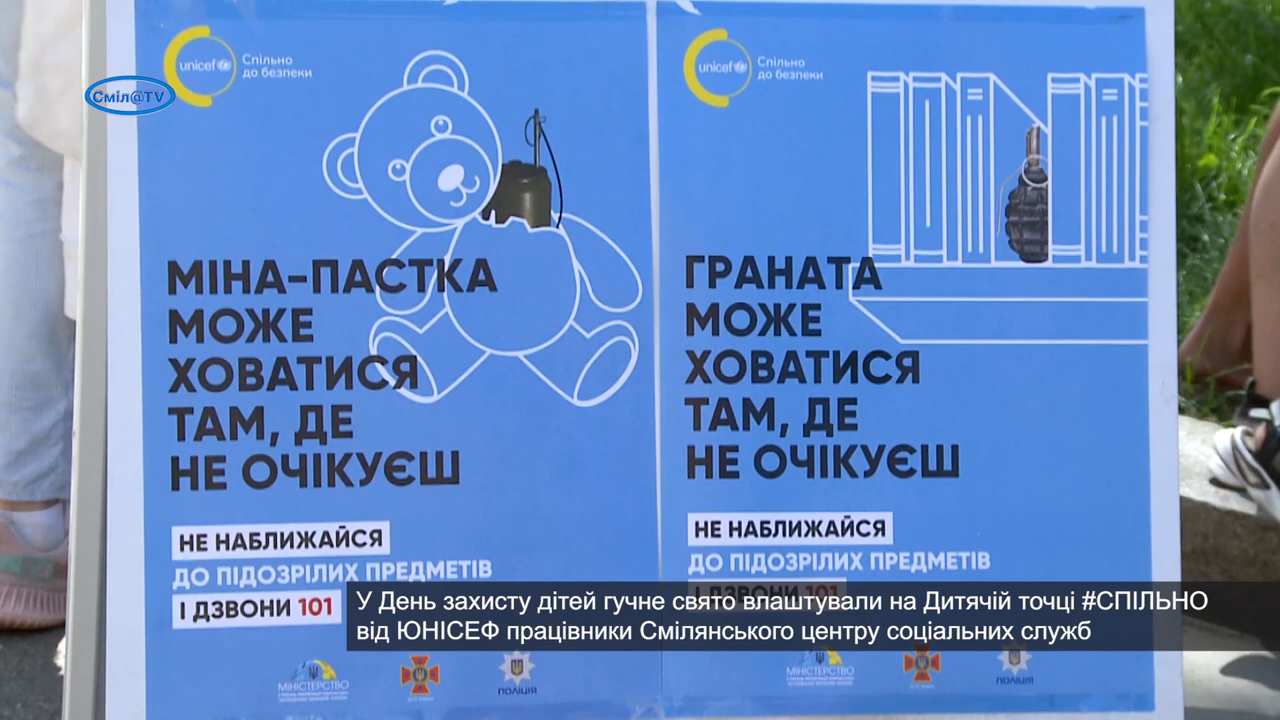 unicef
Спільно
до безпеки
Сміл@TV
МІНА-ПАСТКА
МОЖЕ
ХОВАТИСЯ
ТАМ, ДЕ
НЕ ОЧІКУЄШ
НЕ НАБЛИЖАЙСЯ
ДО ПІДОЗРІЛИХ ПРЕДМЕТІВ
І ДЗВОНИ 101
МІНІСТЕРСТВО
ПОЛІЦІЯ
unicef
Спільно
до безпеки
ГРАНАТА
МОЖЕ
ХОВАТИСЯ
ТАМ, ДЕ
НЕ ОЧІКУЄШ
НЕ НАБЛИЖАЙСЯ
ДО ПІДОЗРІЛИХ ПРЕДМЕТІВ
МІНІСТЕРСТВО
ПОЛІЦІЯ
У День захисту дітей гучне свято влаштували на Дитячій точці #СПІЛЬНО
від ЮНІСЕФ працівники Смілянського центру соціальних служб